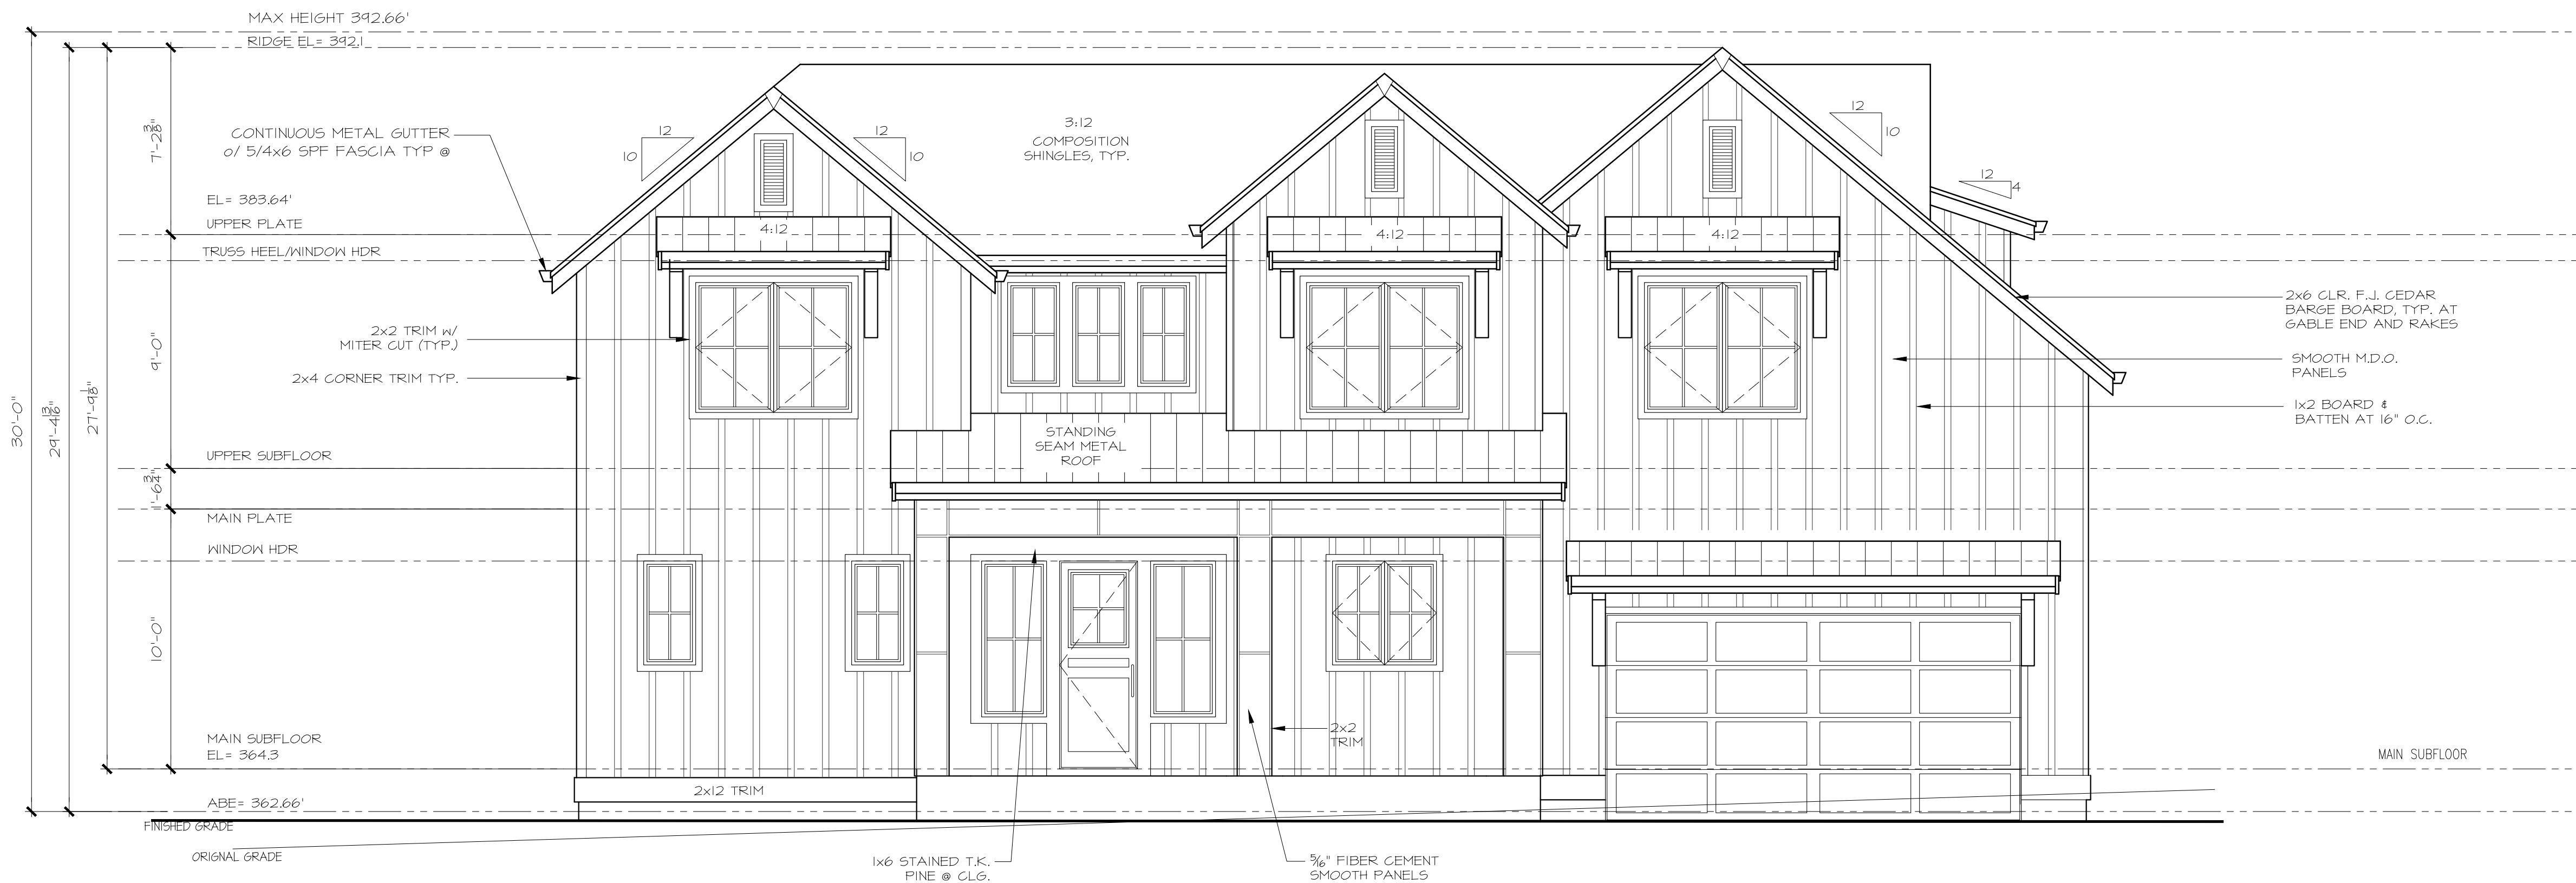 MAX HEIGHT 392.66'
RIDGE EL= 392.1
CONTINUOUS METAL GUTTER
o/ 5/4x6 SPF FASCIA TYP @
EL= 383.64'
UPPER PLATE
TRUSS HEEL/WINDOW HDR
2x2 TRIM W/
MITER CUT (TYP.)
2x4 CORNER TRIM TYP.
UPPER SUBFLOOR
MAIN PLATE
WINDOW HDR
MAIN SUBFLOOR
EL= 364.3
ABE= 362.66'
FINISHED GRADE
ORIGNAL GRADE
30'-0"
29'-4 13/16"
27'-9 1/8"
7'-2 3/8"
9'-0"
1'-6 3/4"
10'-0"
12
10
12
10
3:12
COMPOSITION
SHINGLES, TYP.
12
10
12
4
4:12
4:12
4:12
STANDING
SEAM METAL
ROOF
2x12 TRIM
2x2
TRIM
1x6 STAINED T.K.
PINE @ CLG.
5/16" FIBER CEMENT
SMOOTH PANELS
2x6 CLR. F.J. CEDAR
BARGE BOARD, TYP. AT
GABLE END AND RAKES
SMOOTH M.D.O.
PANELS
1x2 BOARD &
BATTEN AT 16" O.C.
MAIN SUBFLOOR